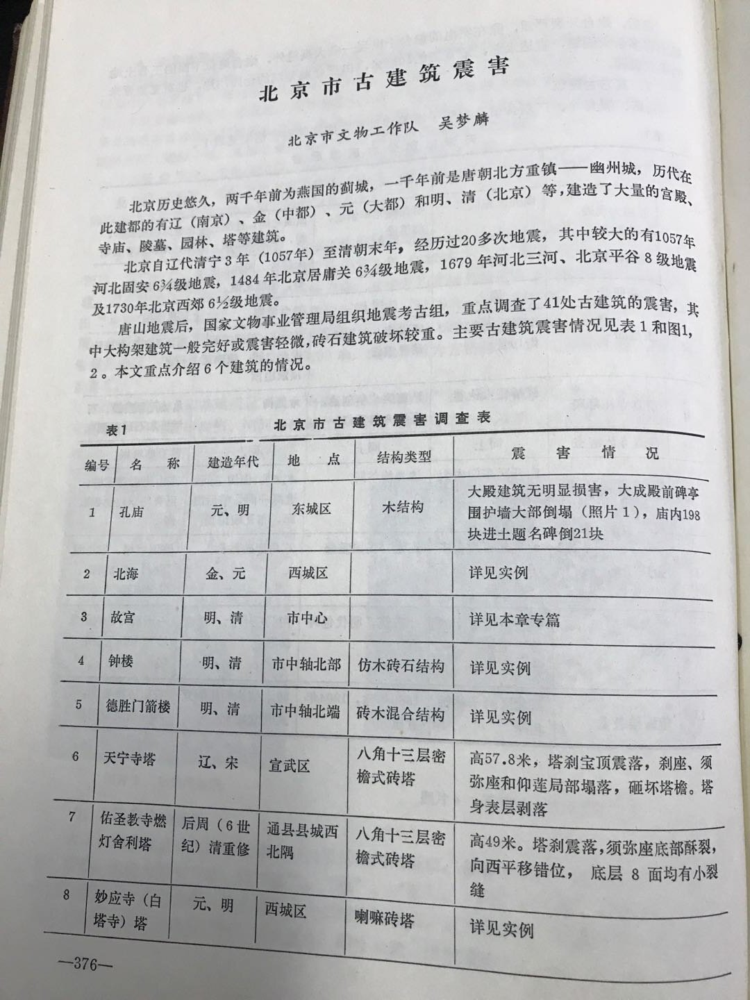 北京市古建筑震害
北京市文物工作队 吴梦麟
北京历史悠久，两千年前为燕国的蓟城，一千年前是唐朝北方重镇——幽州城，历代在
此建都的有辽（南京）、金（中都）、元（大都）和明、清（北京）等，建造了大量的宫殿、
寺庙、陵墓、园林、塔等建筑。
北京自辽代清宁3年（1057年）至清朝末年，经历过20多次地震，其中较大的有1057年
河北固安6¾级地震，1484年北京居庸关6¾级地震，1679年河北三河、北京平谷8级地震
及1730年北京西郊6½级地震。
唐山地震后，国家文物事业管理局组织地震考古组，重点调查了41处古建筑的震害，其
中大构架建筑一般完好或震害轻微，砖石建筑破坏较重。主要古建筑震害情况见表1和图1，
2。本文重点介绍6个建筑的情况。
表1 北京市古建筑震害调查表
编号 名称 建造年代 地点 结构类型 震害情况
1 孔庙 元、明 东城区 木结构 大殿建筑无明显损害，大成殿前碑亭
围护墙大部倒塌（照片1），庙内198
块进士题名碑倒21块
2 北海 金、元 西城区 详见实例
3 故宫 明、清 市中心 详见本章专篇
4 钟楼 明、清 市中轴北部 仿木砖石结构 详见实例
5 德胜门箭楼 明、清 市中轴北端 砖木混合结构 详见实例
6 天宁寺塔 辽、宋 宣武区 八角十三层密 高57.8米，塔刹宝顶震落，刹座、须
檐式砖塔 弥座和仰莲局部塌落，砸坏塔檐。塔
身表层剥落
7 佑圣教寺燃 后周（6世 通县县城西 八角十三层密 高49米。塔刹震落，须弥座底部酥裂，
灯舍利塔 纪）清重修 北隅 檐式砖塔 向西平移错位，底层8面均有小裂
缝
8 妙应寺（白 元、明 西城区 喇嘛砖塔 详见实例
塔寺）塔
—376—